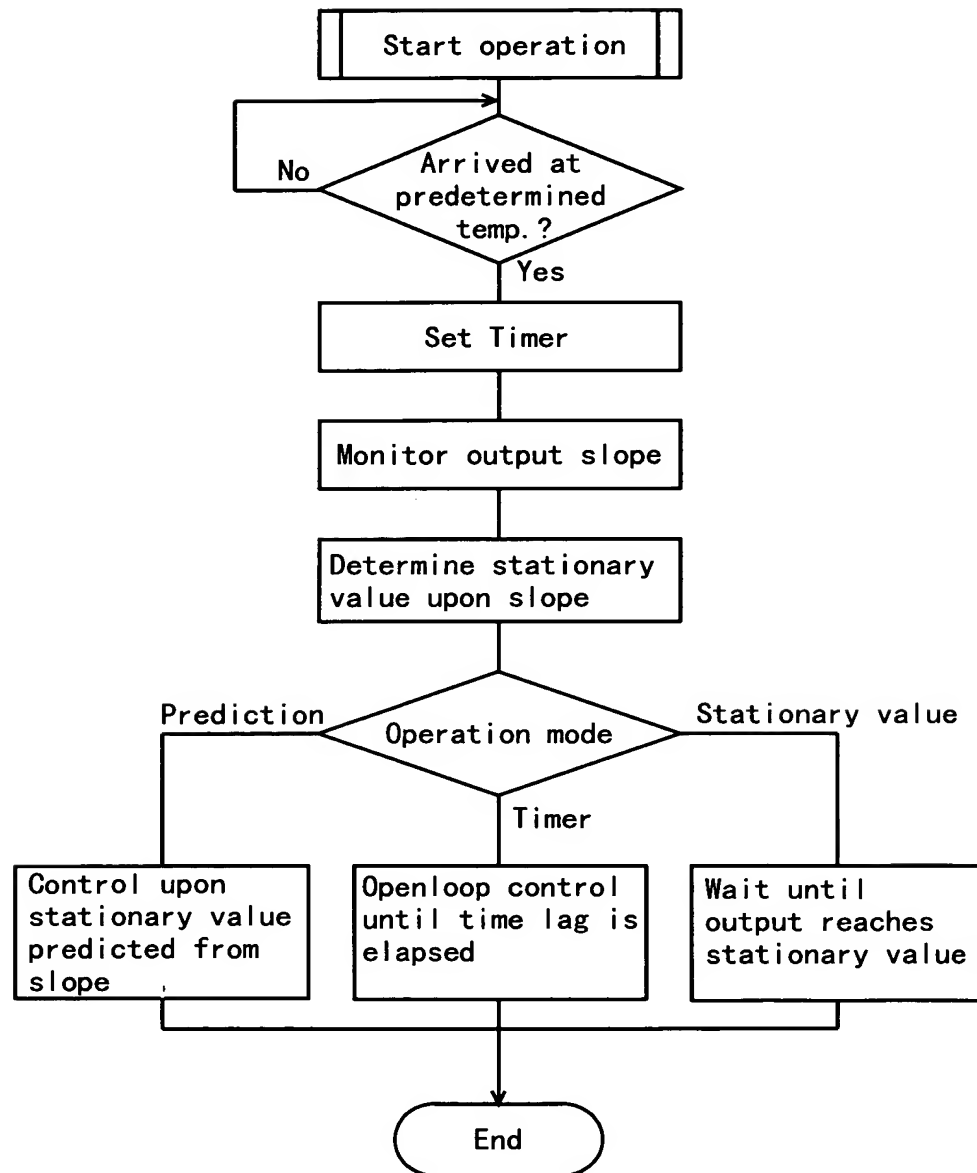 Start operation
No
Arrived at
predetermined
temp.?
Yes
Set Timer
Monitor output slope
Determine stationary
value upon slope
Prediction
Operation mode
Stationary value
Timer
Control upon
stationary value
predicted from
slope
Openloop control
until time lag is
elapsed
Wait until
output reaches
stationary value
End